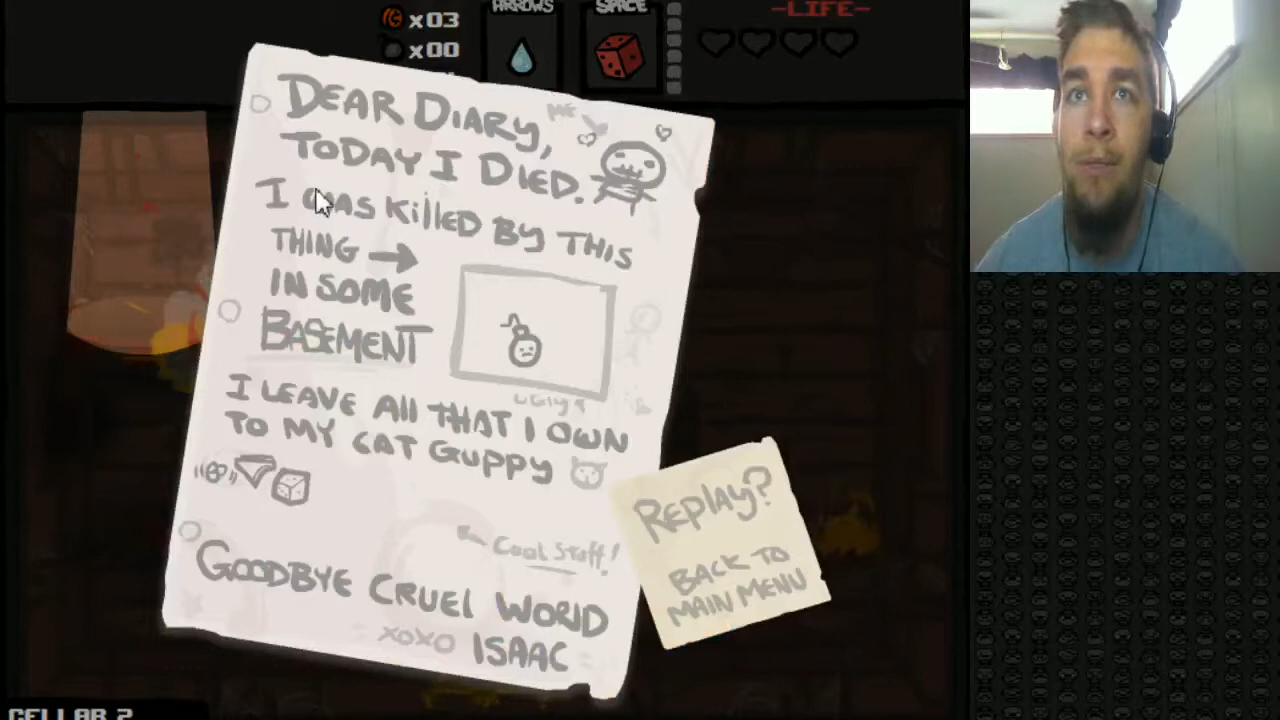 x03
x00
ARROWS
SPACE
-LIFE-
DEAR DIARY,
TODAY I DIED.
ME
I WAS KILLED BY THIS
THING
IN SOME
BASEMENT
UGLY
I LEAVE ALL THAT I OWN
TO MY CAT GUPPY
COOL STUFF!
GOODBYE CRUEL WORLD
XOXO ISAAC
REPLAY?
BACK TO
MAIN MENU
CELLAR 2